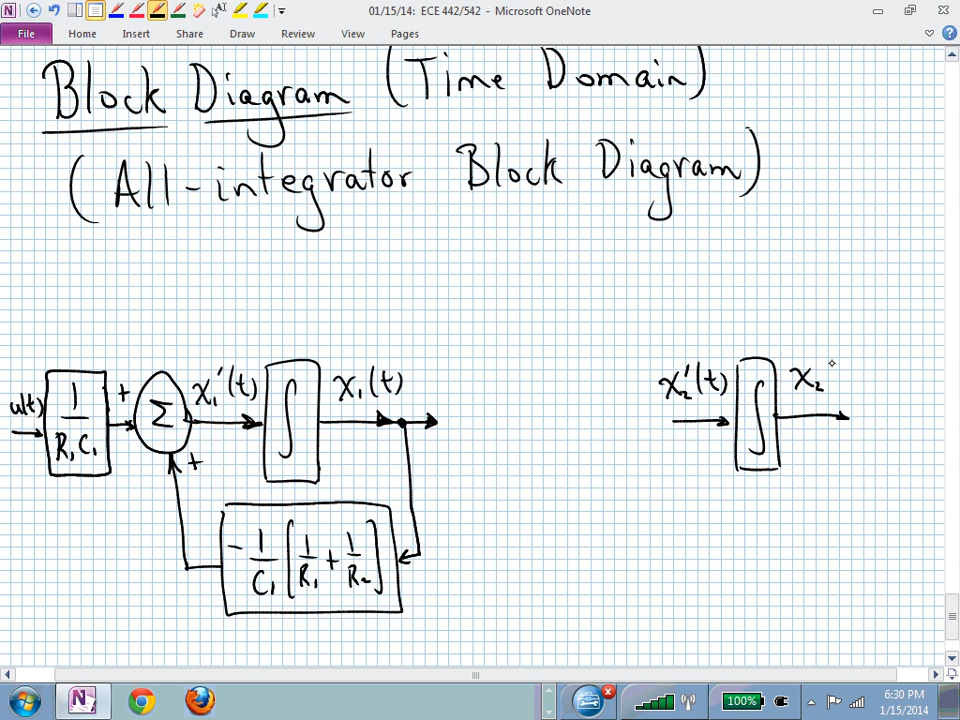 01/15/14: ECE 442/542 - Microsoft OneNote
File Home Insert Share Draw Review View Pages
Block Diagram (Time Domain)
(All-integrator Block Diagram)
u(t) 1/R₁C₁ + Σ x₁'(t) ∫ x₁(t)
+
-1/C₁ [1/R₁ + 1/R₂]
x₂'(t) ∫ x₂
100%
6:30 PM
1/15/2014